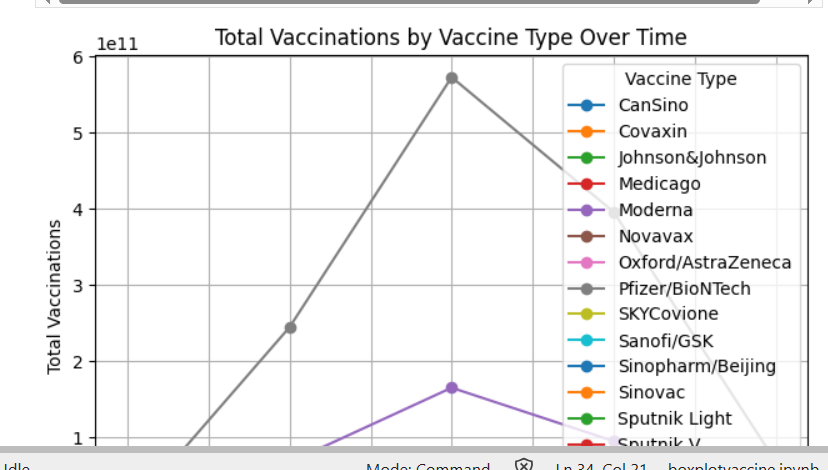 Total Vaccinations by Vaccine Type Over Time
1e11
6
5
4
3
2
1
Total Vaccinations
Vaccine Type
CanSino
Covaxin
Johnson&Johnson
Medicago
Moderna
Novavax
Oxford/AstraZeneca
Pfizer/BioNTech
SKYCovione
Sanofi/GSK
Sinopharm/Beijing
Sinovac
Sputnik Light
Sputnik V
Idle Mode: Command Ln 34, Col 21 boxplotvaccine.ipynb